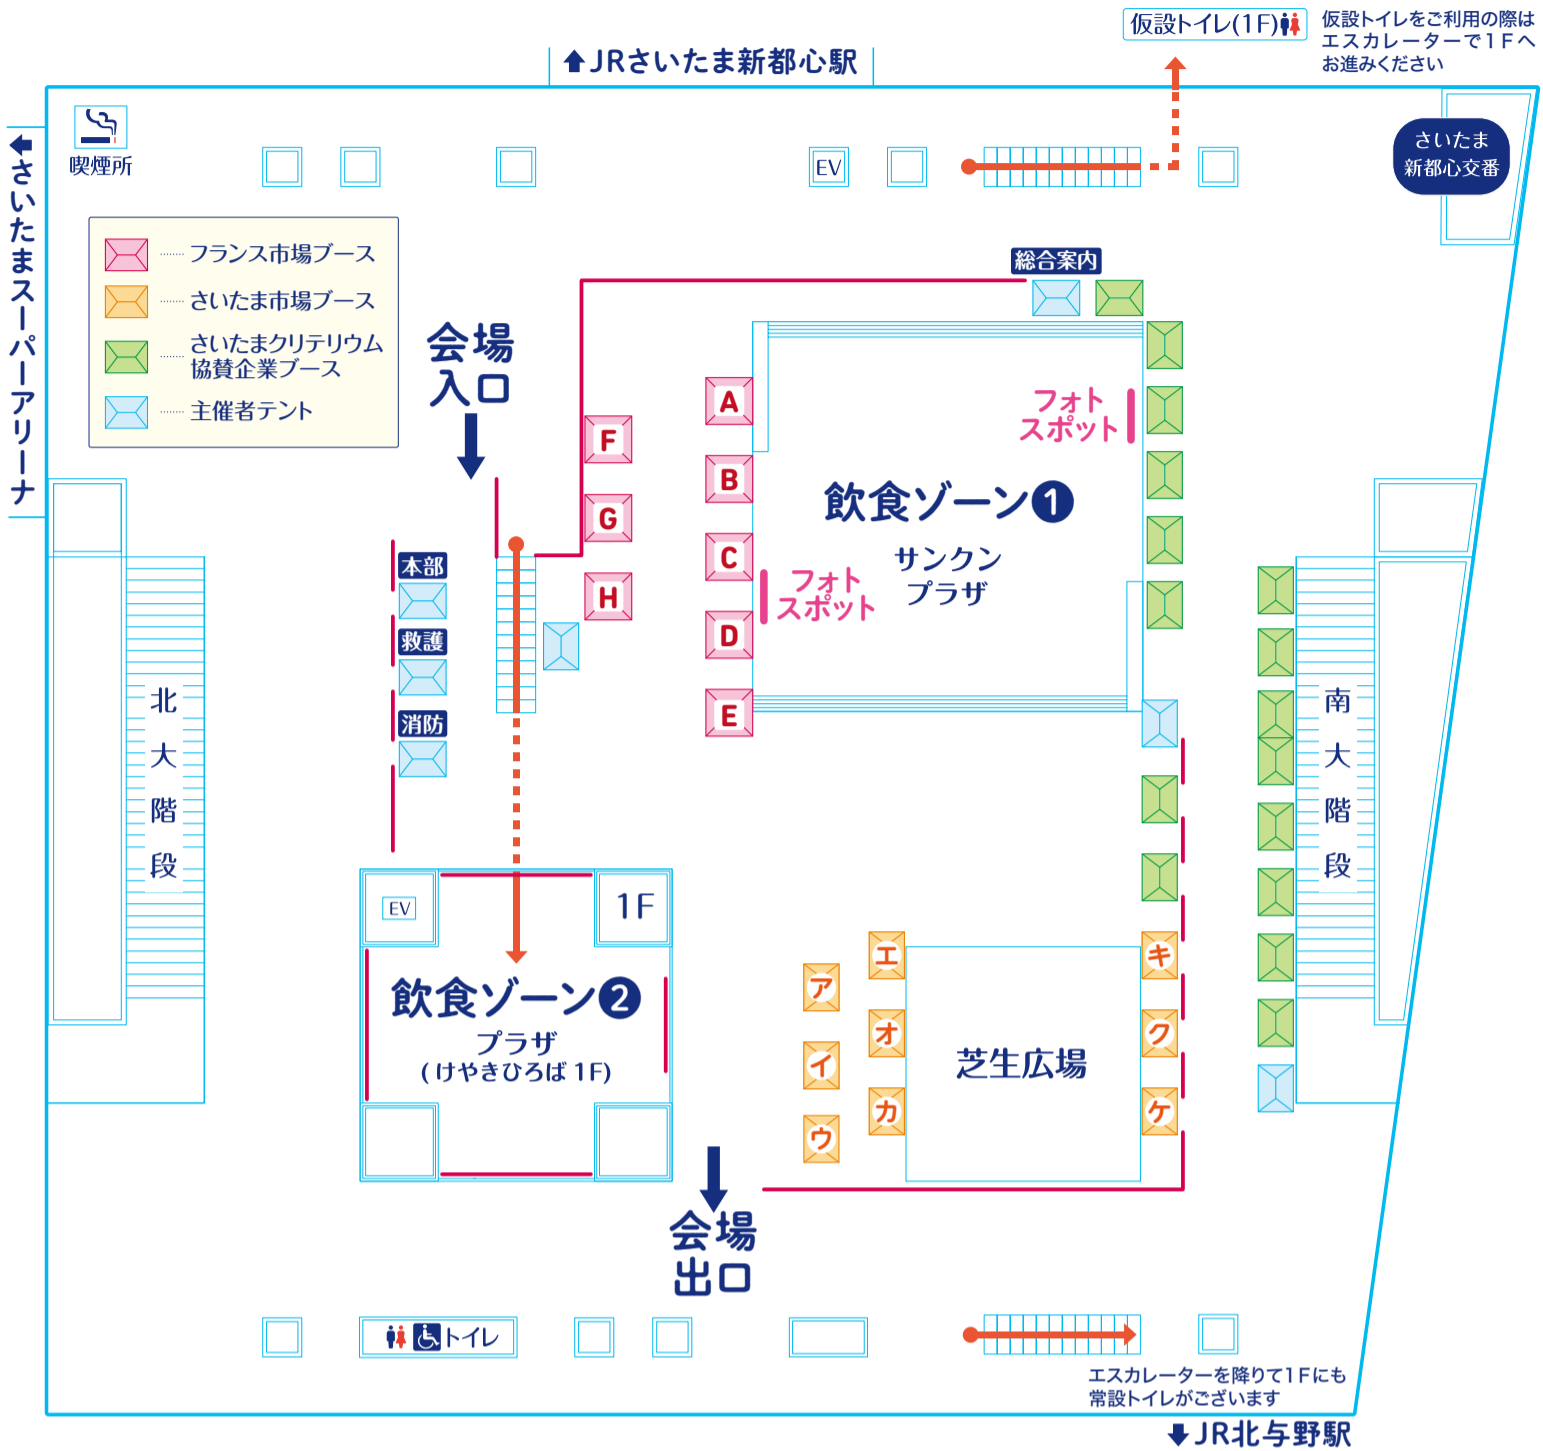 仮設トイレ(1F)
仮設トイレをご利用の際は
エスカレーターで1Fへ
お進みください
JRさいたま新都心駅
さいたまスーパーアリーナ
喫煙所
EV
さいたま
新都心交番
フランス市場ブース
さいたま市場ブース
さいたまクリテリウム
協賛企業ブース
主催者テント
総合案内
会場
入口
A
B
C
D
E
F
G
H
フォト
スポット
飲食ゾーン❶
サンクン
プラザ
フォト
スポット
本部
救護
消防
北大階段
南大階段
EV
1F
飲食ゾーン❷
プラザ
(けやきひろば 1F)
ア
イ
ウ
エ
オ
カ
キ
ク
ケ
芝生広場
会場
出口
トイレ
エスカレーターを降りて1Fにも
常設トイレがございます
JR北与野駅